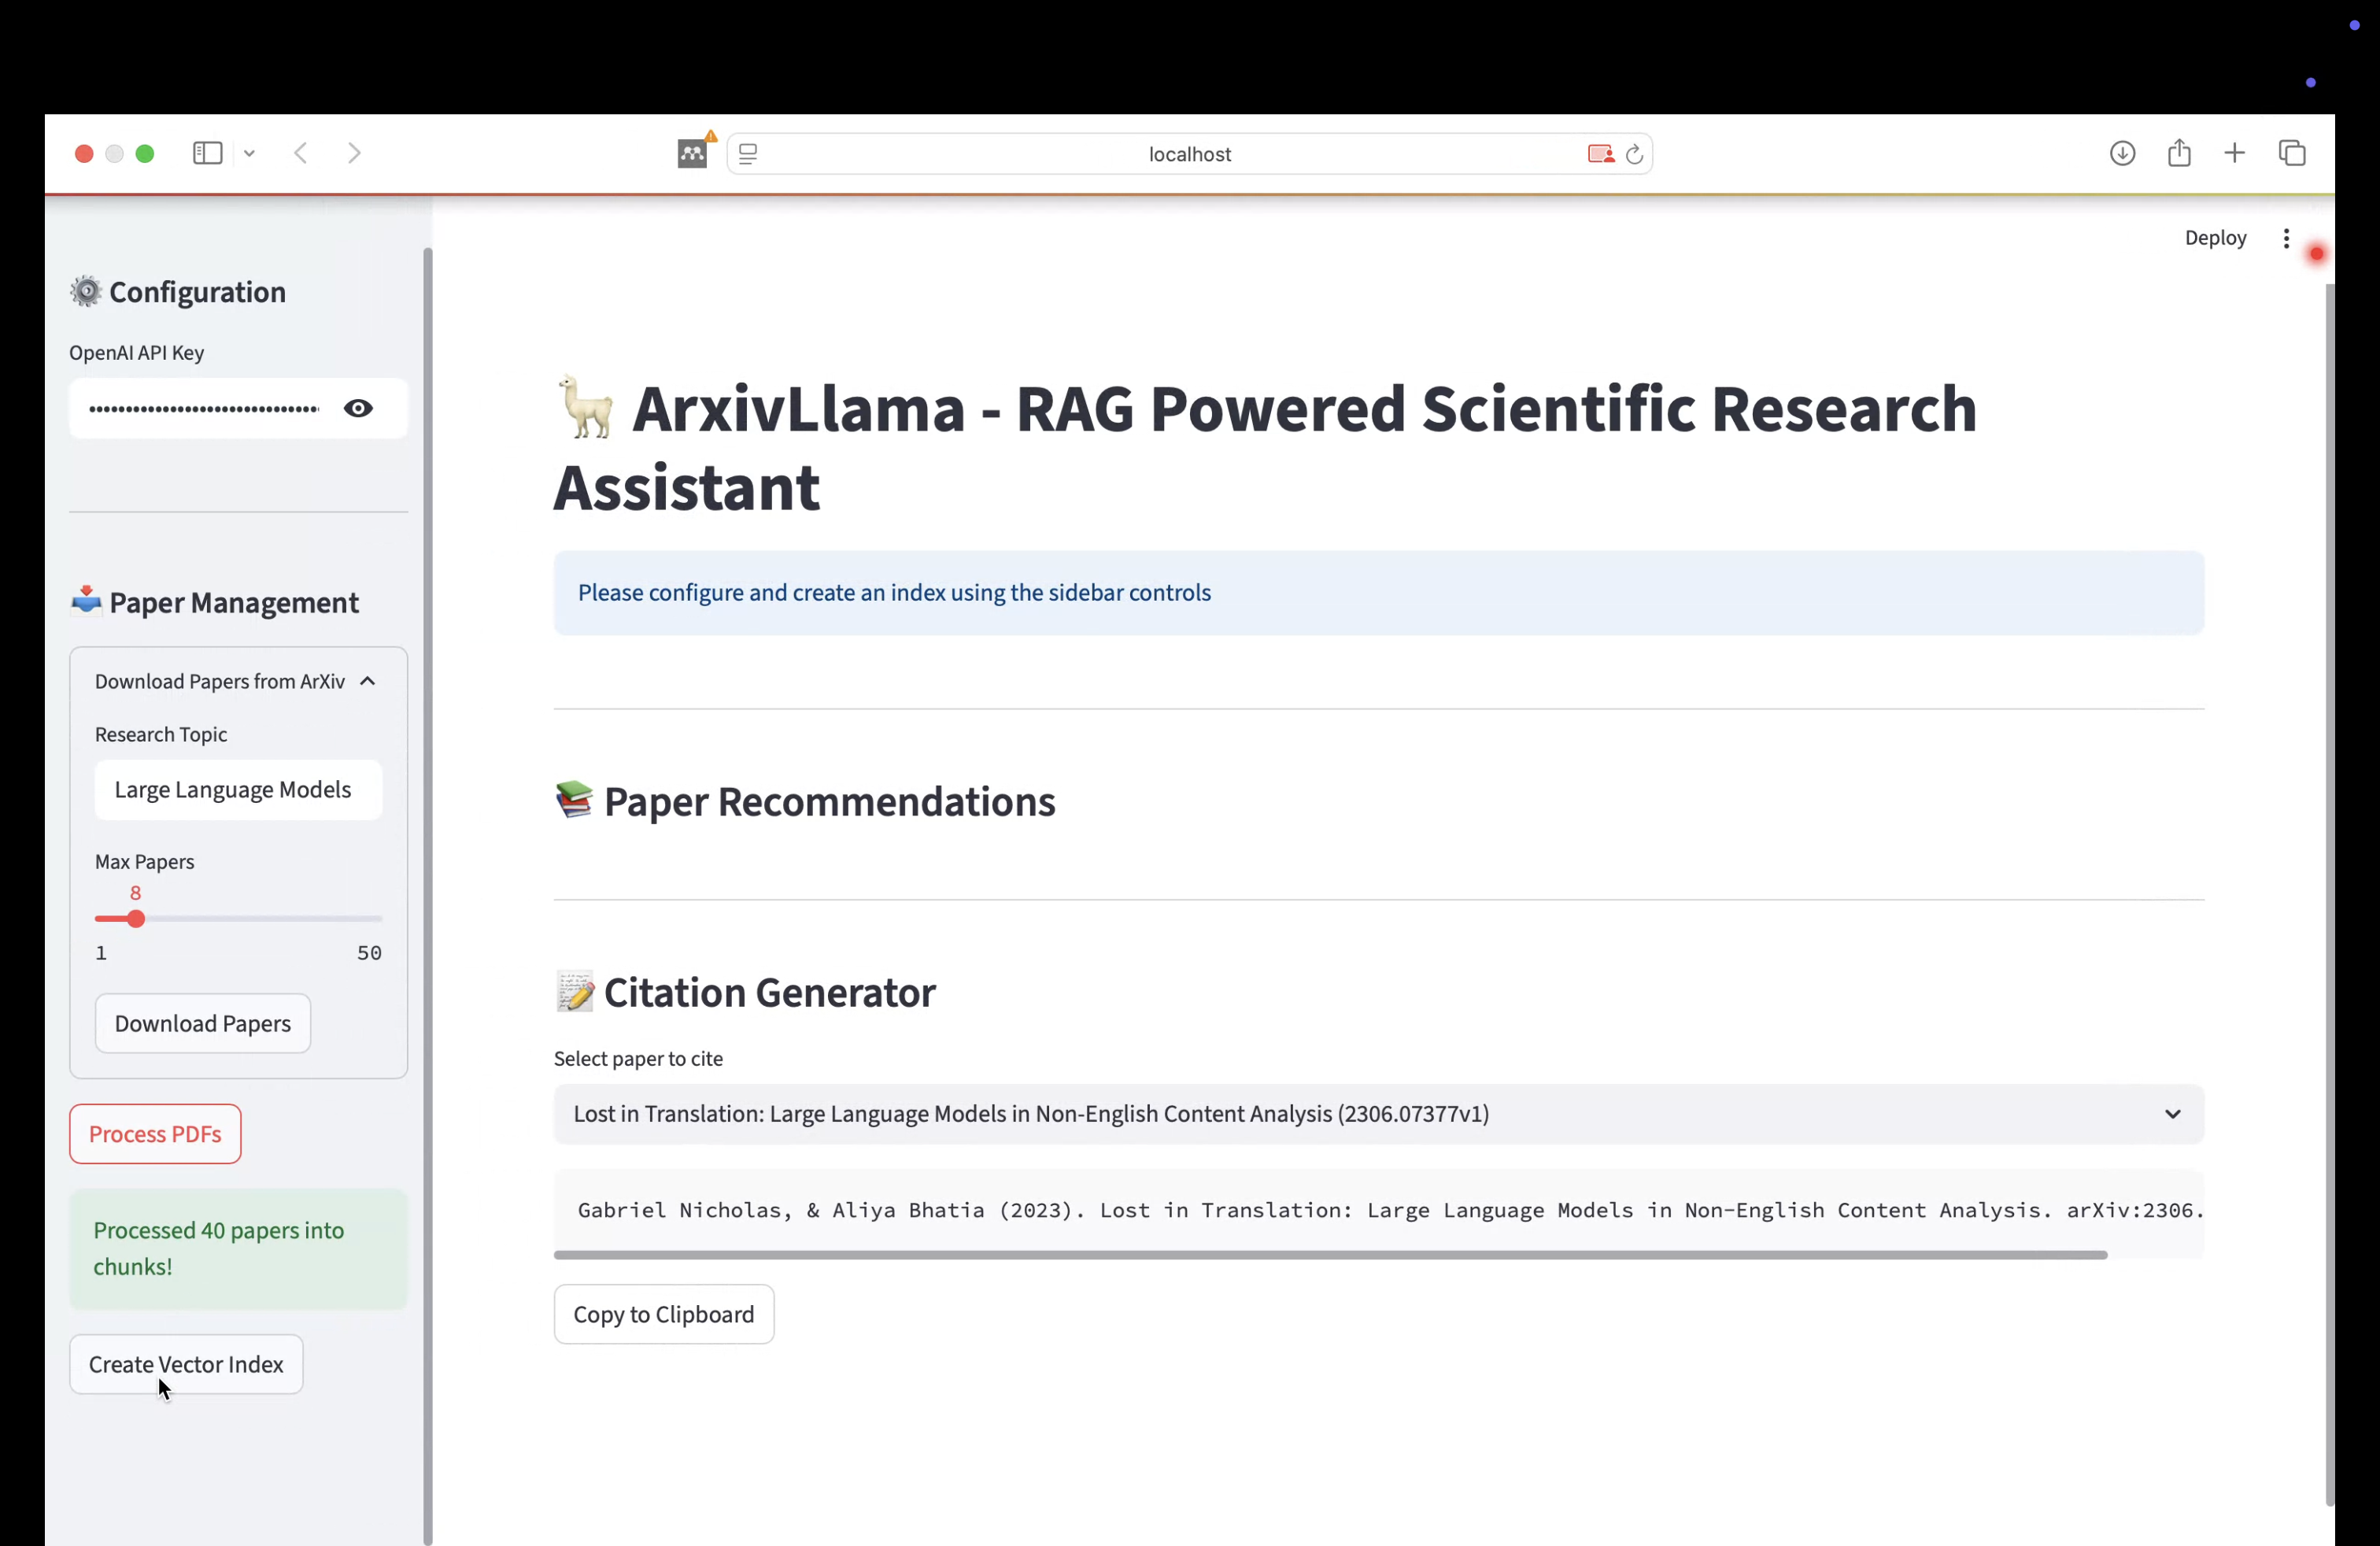 localhost
Deploy
Configuration
OpenAI API Key
Paper Management
Download Papers from ArXiv
Research Topic
Large Language Models
Max Papers
8
1 50
Download Papers
Process PDFs
Processed 40 papers into
chunks!
Create Vector Index
ArxivLlama - RAG Powered Scientific Research
Assistant
Please configure and create an index using the sidebar controls
Paper Recommendations
Citation Generator
Select paper to cite
Lost in Translation: Large Language Models in Non-English Content Analysis (2306.07377v1)
Gabriel Nicholas, & Aliya Bhatia (2023). Lost in Translation: Large Language Models in Non-English Content Analysis. arXiv:2306.
Copy to Clipboard